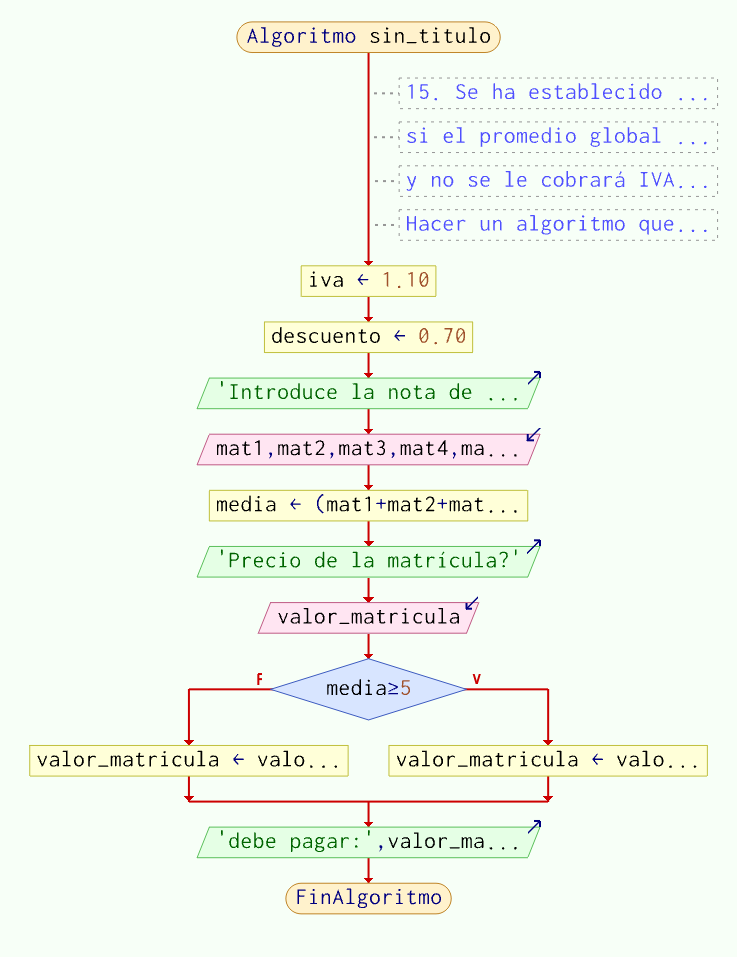 Algoritmo sin_titulo
15. Se ha establecido ...
si el promedio global ...
y no se le cobrará IVA...
Hacer un algoritmo que...
iva ← 1.10
descuento ← 0.70
'Introduce la nota de ...
mat1,mat2,mat3,mat4,ma...
media ← (mat1+mat2+mat...
'Precio de la matrícula?'
valor_matricula
media≥5
F V
valor_matricula ← valo... valor_matricula ← valo...
'debe pagar:',valor_ma...
FinAlgoritmo